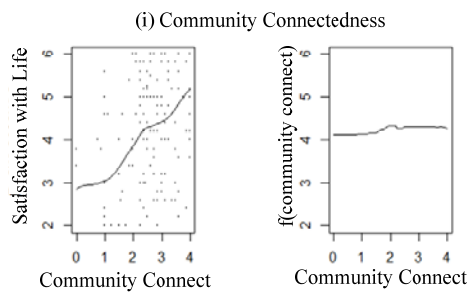 (i) Community Connectedness
Satisfaction with Life
2 3 4 5 6
0 1 2 3 4
Community Connect
f(community connect)
2 3 4 5 6
0 1 2 3 4
Community Connect